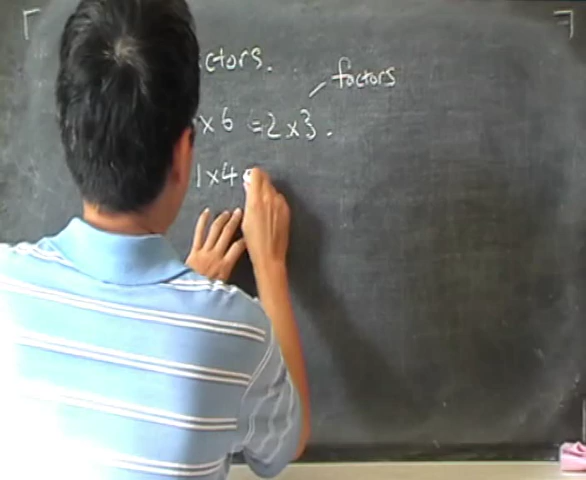 ctors.
factors
x 6 = 2 x 3.
1 x 4